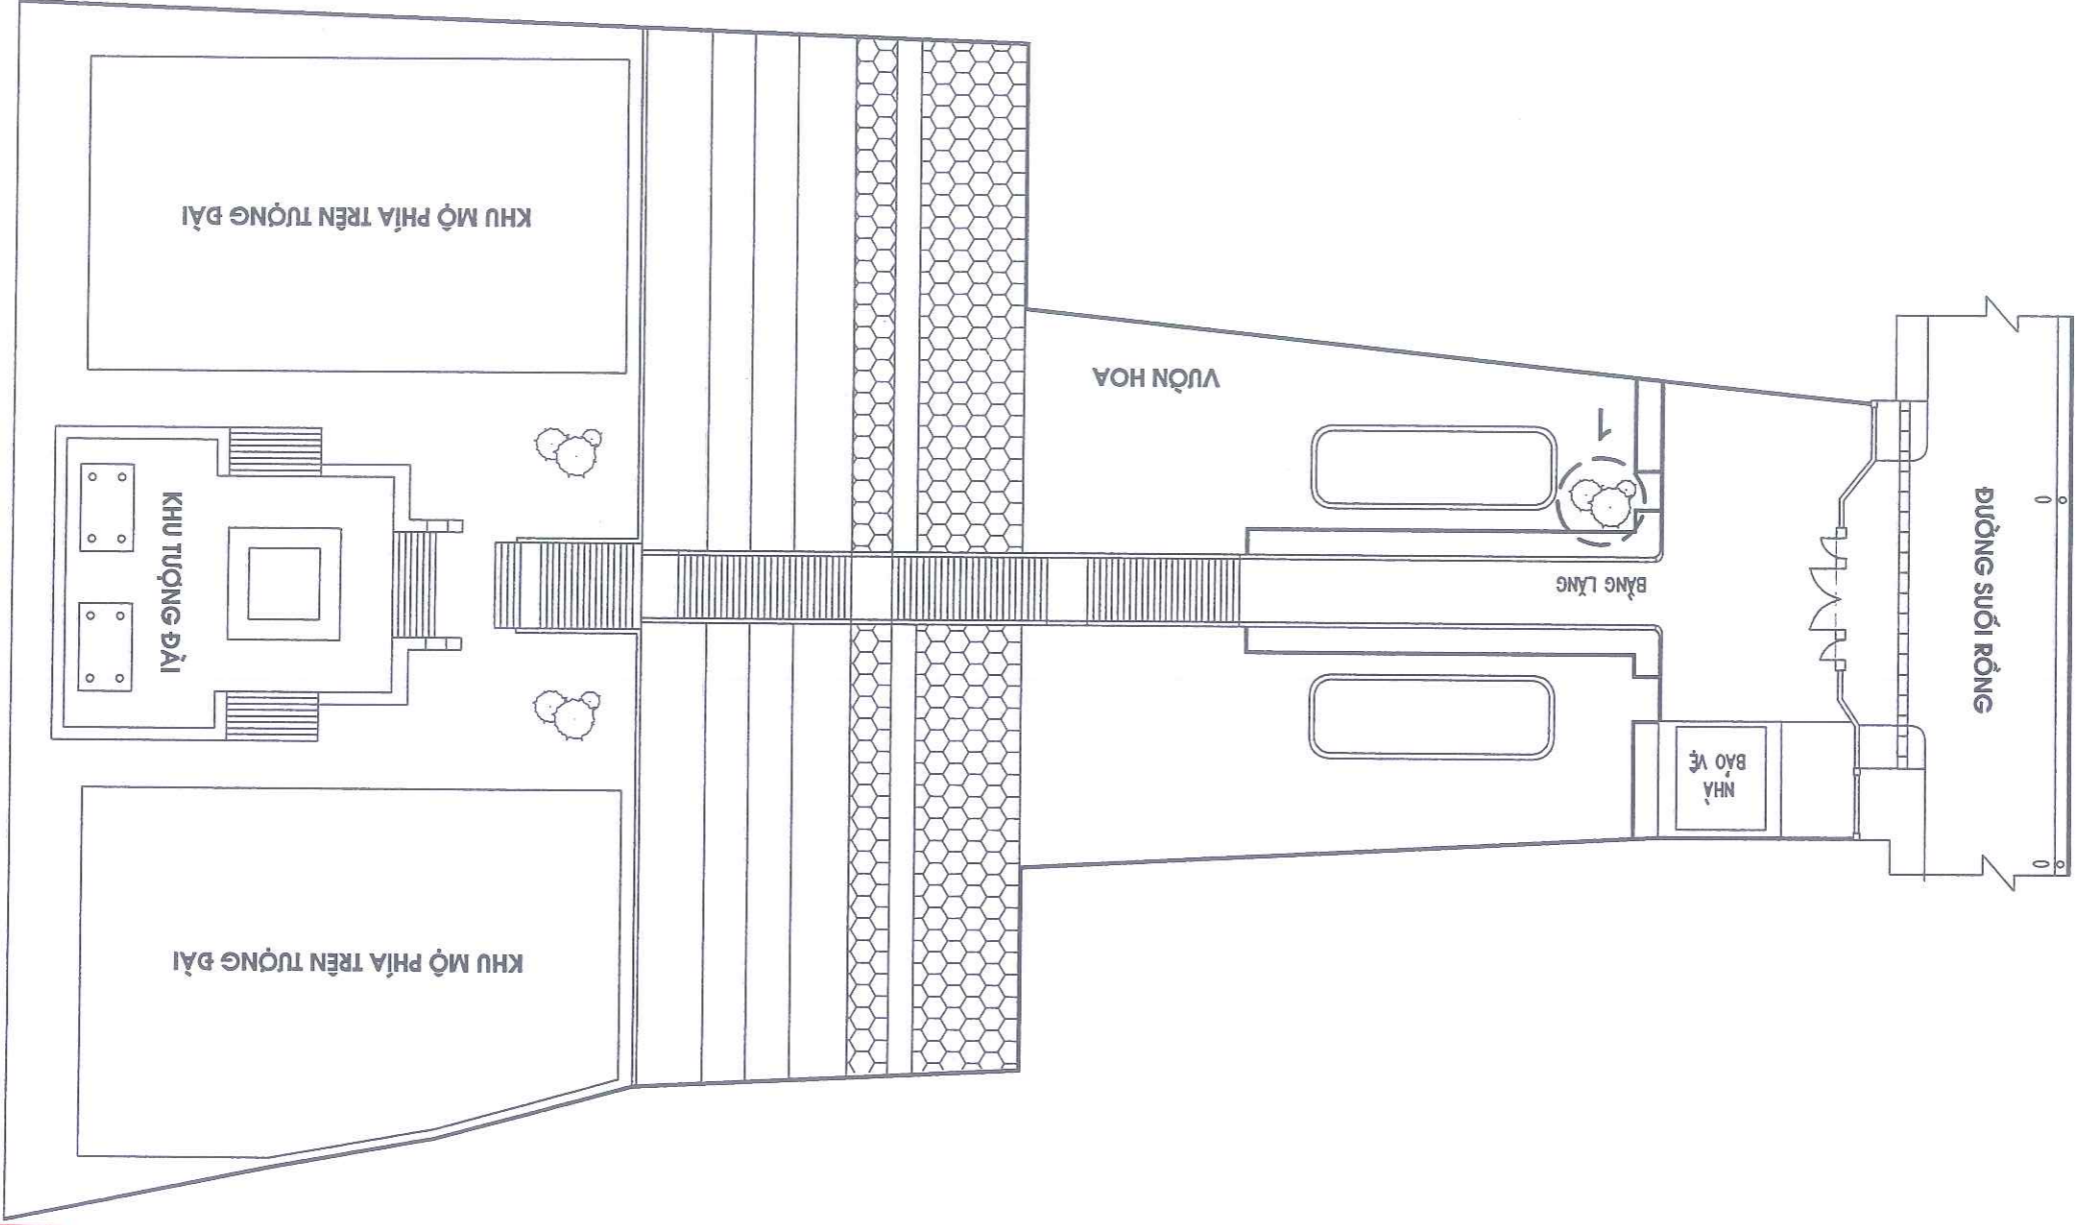 KHU MỘ PHÍA TRÊN TƯỢNG ĐÀI
KHU TƯỢNG ĐÀI
KHU MỘ PHÍA TRÊN TƯỢNG ĐÀI
VƯỜN HOA
1
BẰNG LĂNG
NHÀ
BẢO VỆ
ĐƯỜNG SUỐI RỒNG